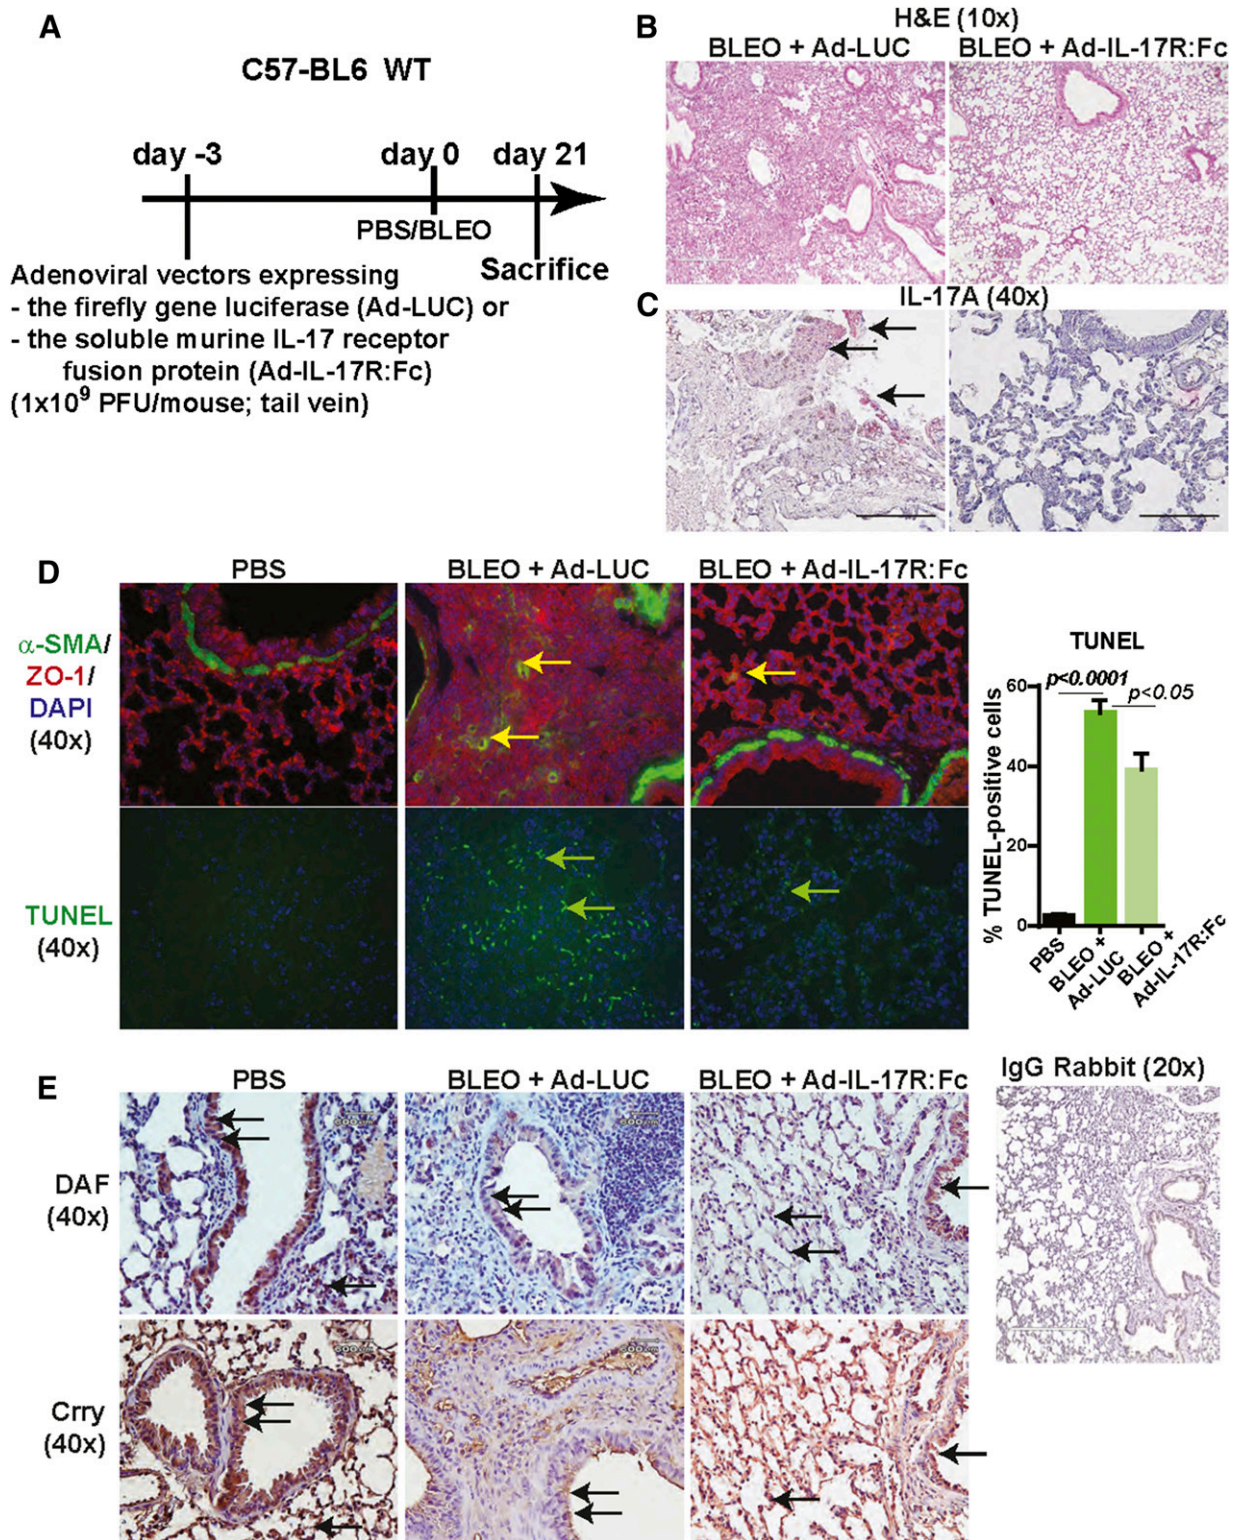 A
C57-BL6 WT
day -3
day 0
day 21
PBS/BLEO
Sacrifice
Adenoviral vectors expressing
- the firefly gene luciferase (Ad-LUC) or
- the soluble murine IL-17 receptor
fusion protein (Ad-IL-17R:Fc)
(1x10⁹ PFU/mouse; tail vein)
B
H&E (10x)
BLEO + Ad-LUC
BLEO + Ad-IL-17R:Fc
C
IL-17A (40x)
D
PBS
BLEO + Ad-LUC
BLEO + Ad-IL-17R:Fc
α-SMA/
ZO-1/
DAPI
(40x)
TUNEL
(40x)
TUNEL
p<0.0001
p<0.05
% TUNEL-positive cells
60
40
20
0
PBS
BLEO +
Ad-LUC
BLEO +
Ad-IL-17R:Fc
E
PBS
BLEO + Ad-LUC
BLEO + Ad-IL-17R:Fc
IgG Rabbit (20x)
DAF
(40x)
Crry
(40x)